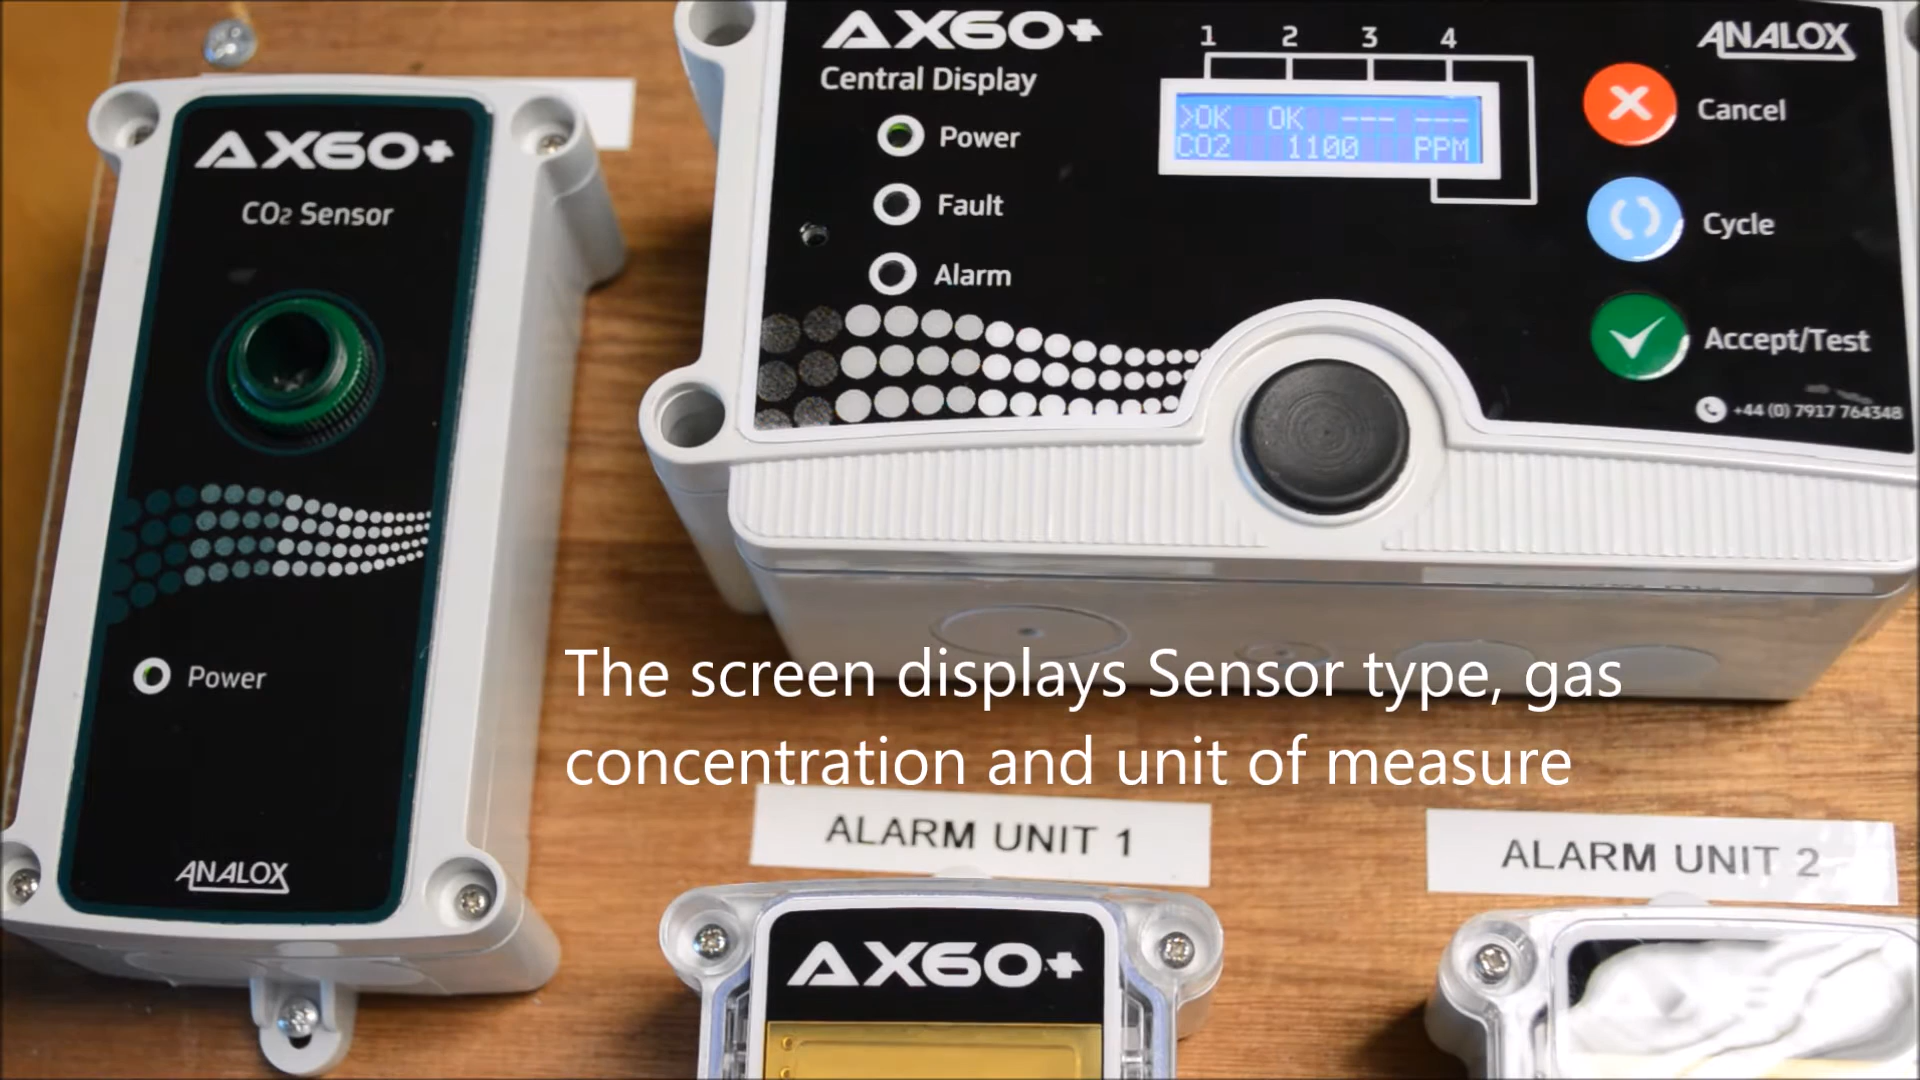 AX60+
CO2 Sensor
Power
ANALOX
AX60+
Central Display
Power
Fault
Alarm
1 2 3 4
>OK OK --- ---
CO2 1100 PPM
ANALOX
Cancel
Cycle
Accept/Test
+44 (0) 7917 764348
The screen displays Sensor type, gas
concentration and unit of measure
ALARM UNIT 1
AX60+
ALARM UNIT 2